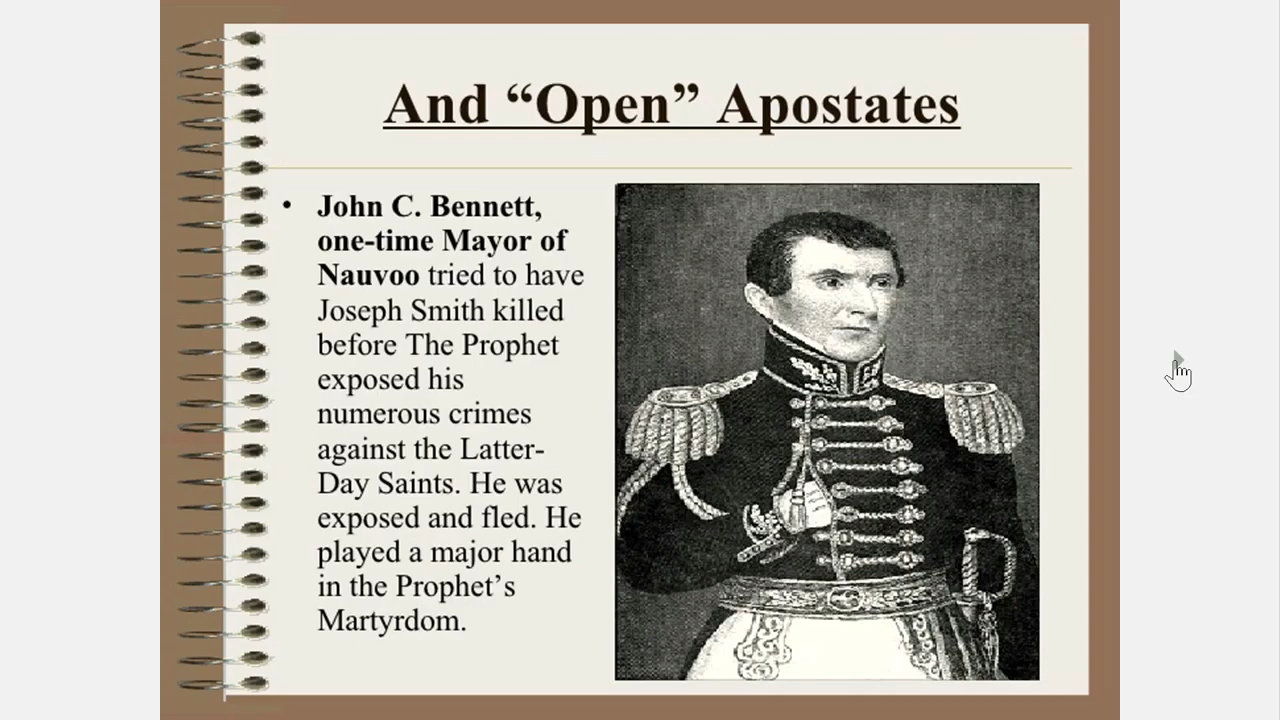 And “Open” Apostates
• John C. Bennett,
one-time Mayor of
Nauvoo tried to have
Joseph Smith killed
before The Prophet
exposed his
numerous crimes
against the Latter-
Day Saints. He was
exposed and fled. He
played a major hand
in the Prophet’s
Martyrdom.